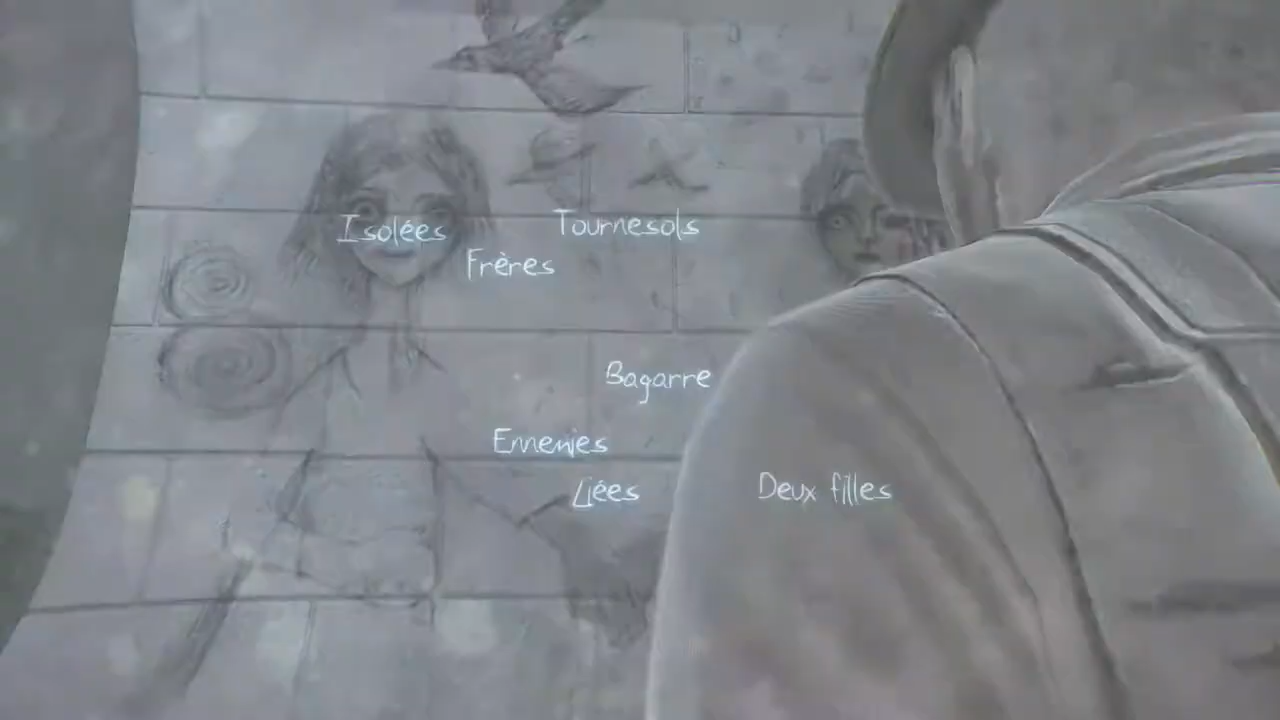 Isolées
Tournesols
Frères
Bagarre
Ennemies
Liées
Deux filles